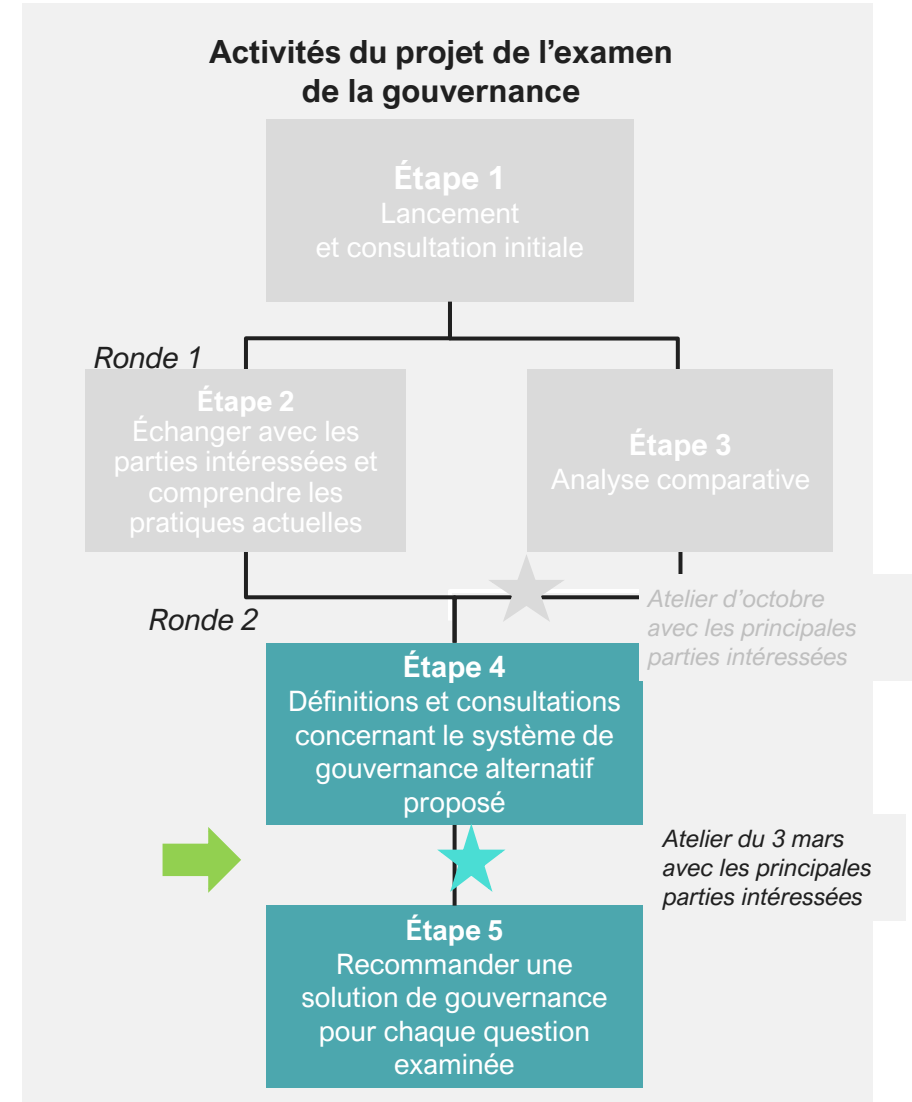 Activités du projet de l’examen
de la gouvernance
Étape 1
Lancement
et consultation initiale
Ronde 1
Étape 2
Échanger avec les
parties intéressées et
comprendre les
pratiques actuelles
Étape 3
Analyse comparative
Ronde 2
Atelier d’octobre
avec les principales
parties intéressées
Étape 4
Définitions et consultations
concernant le système de
gouvernance alternatif
proposé
Atelier du 3 mars
avec les principales
parties intéressées
Étape 5
Recommander une
solution de gouvernance
pour chaque question
examinée